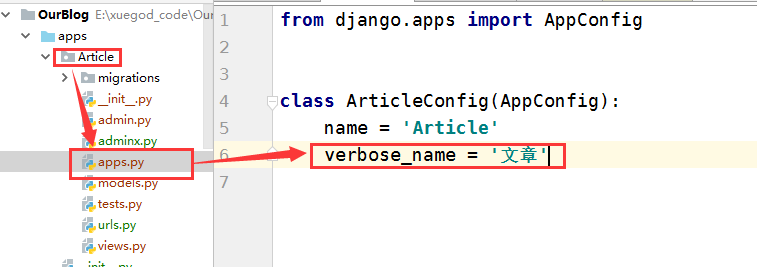 OurBlog E:\xuegod_code\Our
apps
Article
migrations
__init__.py
admin.py
adminx.py
apps.py
models.py
tests.py
urls.py
views.py
__init__.py
1 from django.apps import AppConfig
2
3
4 class ArticleConfig(AppConfig):
5 name = 'Article'
6 verbose_name = '文章'
7